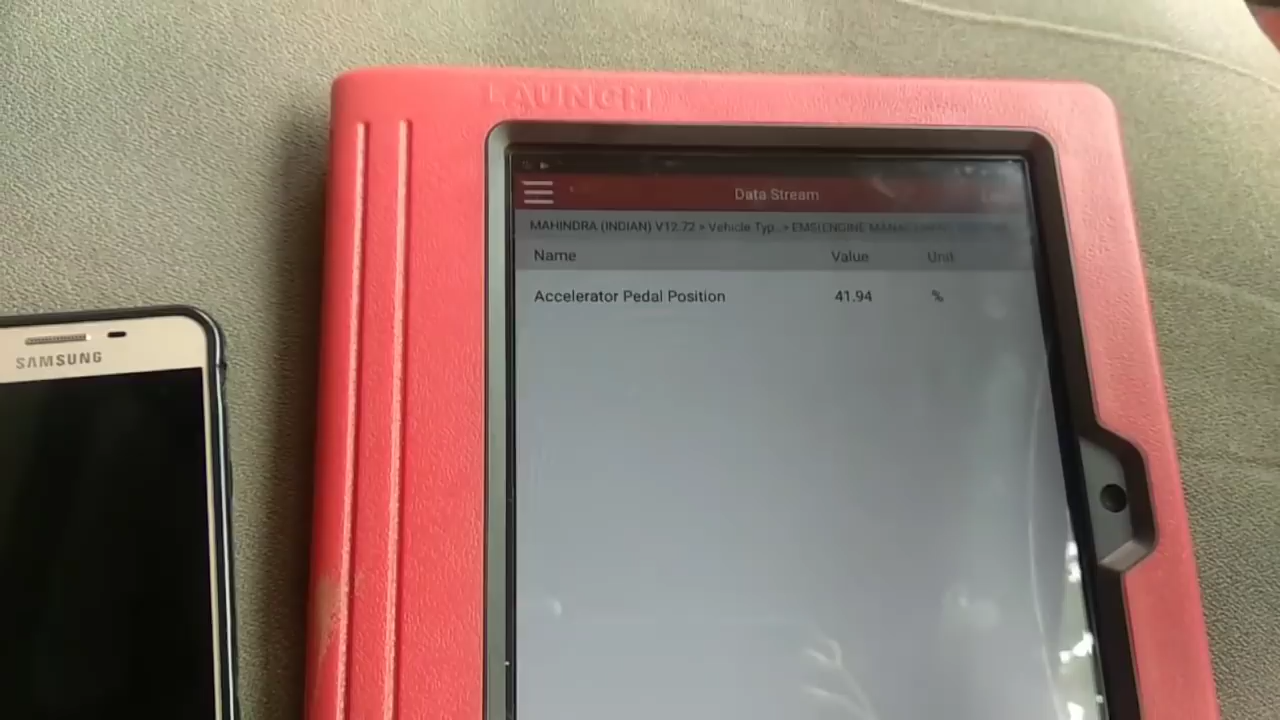 LAUNCH
Data Stream
MAHINDRA (INDIAN) V12.72 > Vehicle Typ.. > EMS(ENGINE
Name Value Unit
Accelerator Pedal Position 41.94 %
SAMSUNG